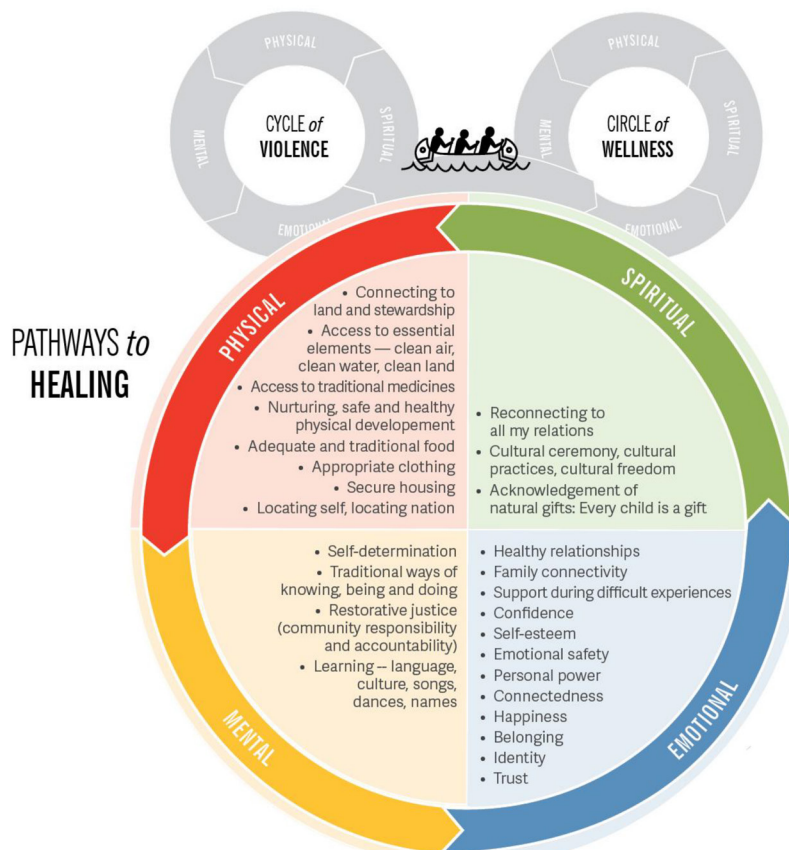 PHYSICAL
SPIRITUAL
EMOTIONAL
MENTAL
CYCLE of
VIOLENCE
PHYSICAL
SPIRITUAL
EMOTIONAL
MENTAL
CIRCLE of
WELLNESS
PATHWAYS to
HEALING
PHYSICAL
• Connecting to
land and stewardship
• Access to essential
elements — clean air,
clean water, clean land
• Access to traditional medicines
• Nurturing, safe and healthy
physical developement
• Adequate and traditional food
• Appropriate clothing
• Secure housing
• Locating self, locating nation
SPIRITUAL
• Reconnecting to
all my relations
• Cultural ceremony, cultural
practices, cultural freedom
• Acknowledgement of
natural gifts: Every child is a gift
MENTAL
• Self-determination
• Traditional ways of
knowing, being and doing
• Restorative justice
(community responsibility
and accountability)
• Learning -- language,
culture, songs,
dances, names
EMOTIONAL
• Healthy relationships
• Family connectivity
• Support during difficult experiences
• Confidence
• Self-esteem
• Emotional safety
• Personal power
• Connectedness
• Happiness
• Belonging
• Identity
• Trust